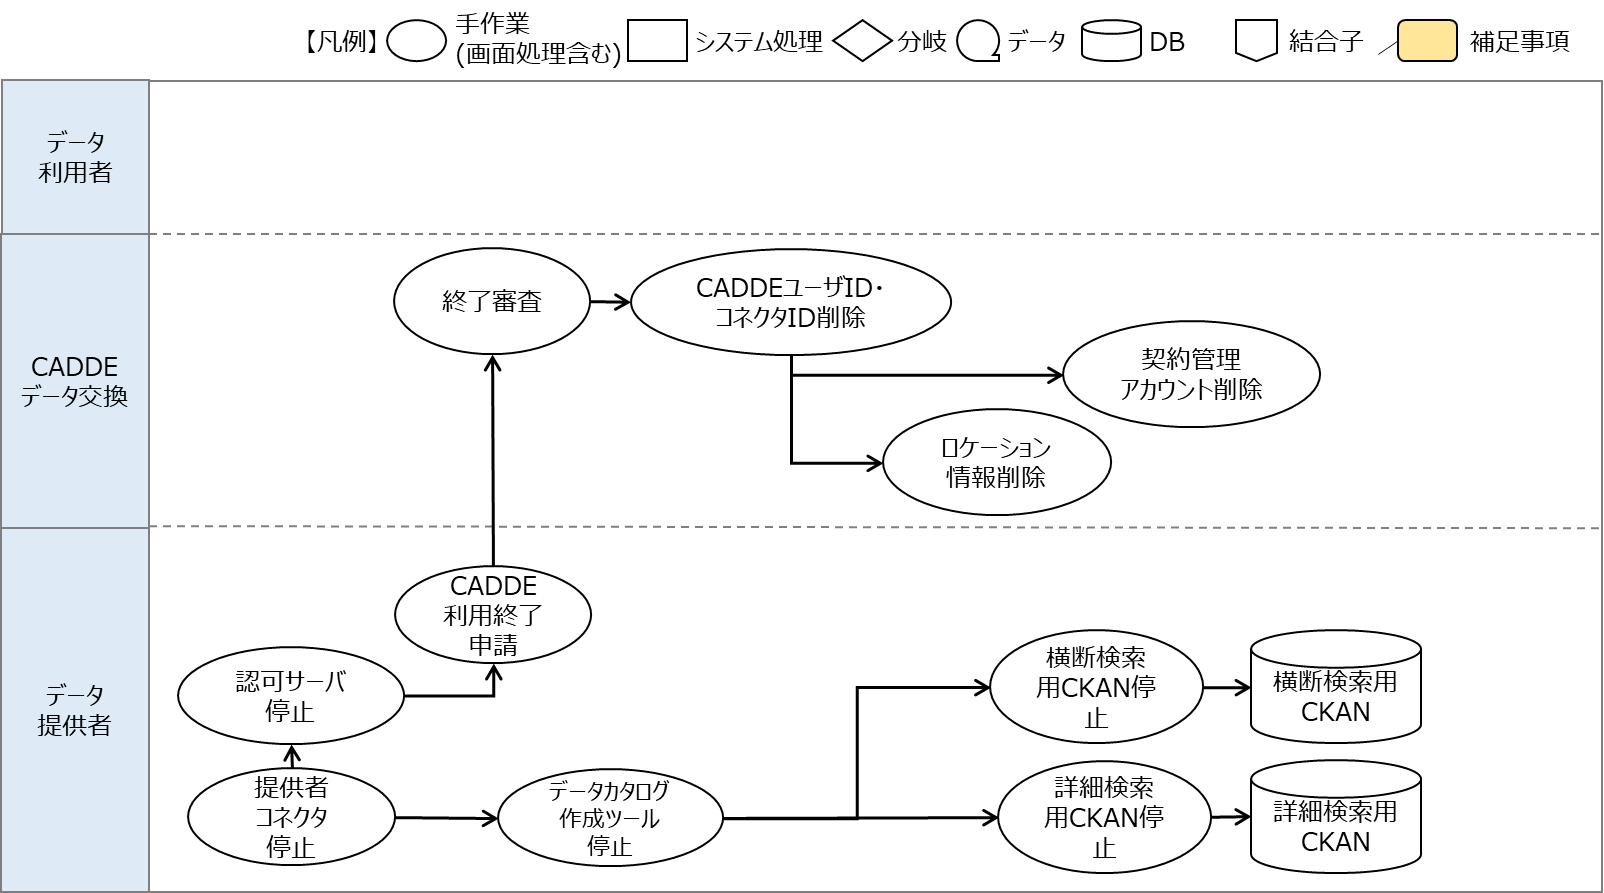 【凡例】
手作業
(画面処理含む)
システム処理
分岐
データ
DB
結合子
補足事項
データ
利用者
CADDE
データ交換
終了審査
CADDEユーザID・
コネクタID削除
契約管理
アカウント削除
ロケーション
情報削除
データ
提供者
CADDE
利用終了
申請
認可サーバ
停止
提供者
コネクタ
停止
データカタログ
作成ツール
停止
横断検索
用CKAN停
止
横断検索用
CKAN
詳細検索
用CKAN停
止
詳細検索用
CKAN